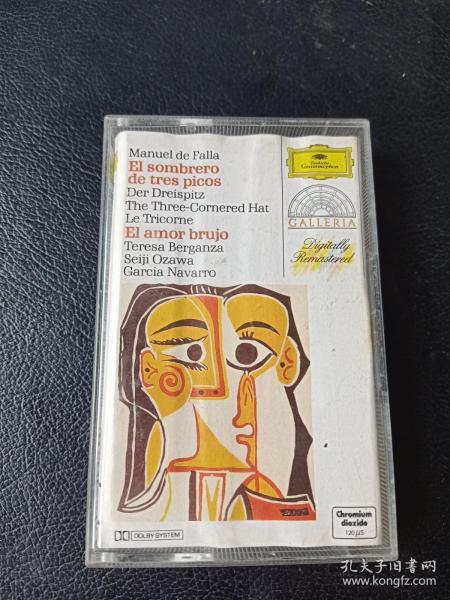 Manuel de Falla
El sombrero
de tres picos
Der Dreispitz
The Three-Cornered Hat
Le Tricorne
El amor brujo
Teresa Berganza
Seiji Ozawa
Garcia Navarro
Deutsche
Grammophon
GALLERIA
Digitally
Remastered
DOLBY SYSTEM
Chromium
dioxide
120 µS
孔夫子旧书网
www.kongfz.com